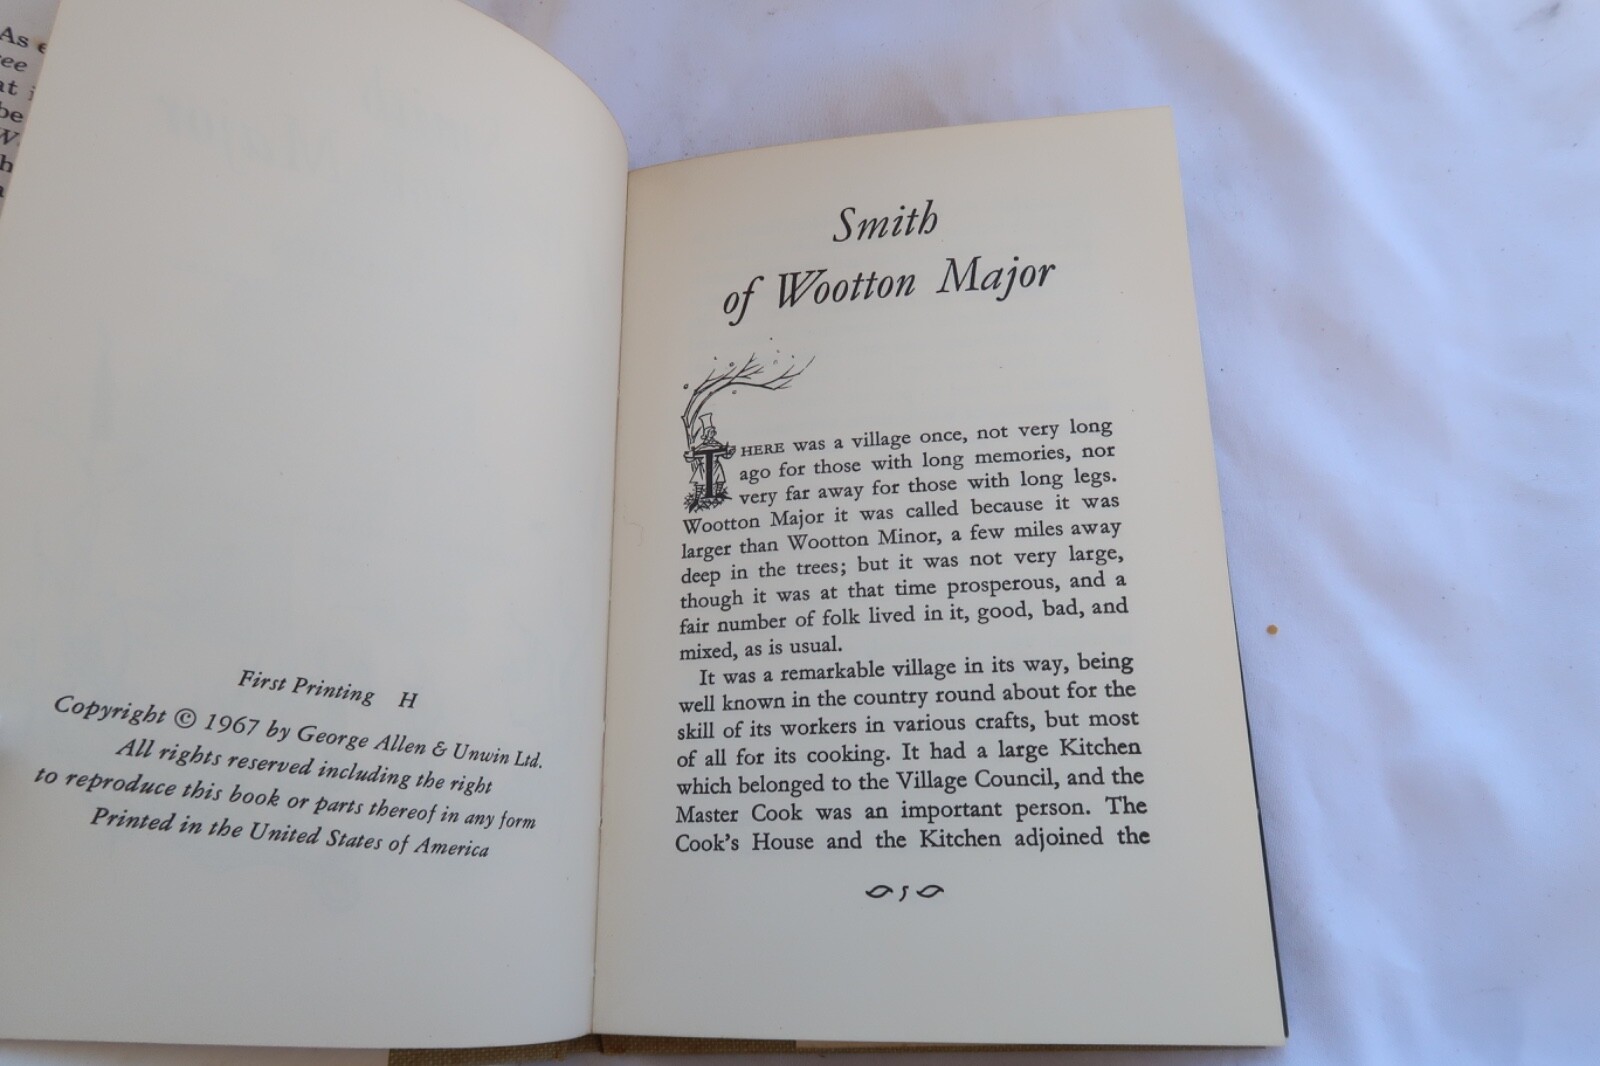 As
at
be
First Printing H
Copyright © 1967 by George Allen & Unwin Ltd.
All rights reserved including the right
to reproduce this book or parts thereof in any form
Printed in the United States of America
Smith
of Wootton Major
THERE was a village once, not very long
ago for those with long memories, nor
very far away for those with long legs.
Wootton Major it was called because it was
larger than Wootton Minor, a few miles away
deep in the trees; but it was not very large,
though it was at that time prosperous, and a
fair number of folk lived in it, good, bad, and
mixed, as is usual.
It was a remarkable village in its way, being
well known in the country round about for the
skill of its workers in various crafts, but most
of all for its cooking. It had a large Kitchen
which belonged to the Village Council, and the
Master Cook was an important person. The
Cook's House and the Kitchen adjoined the
5